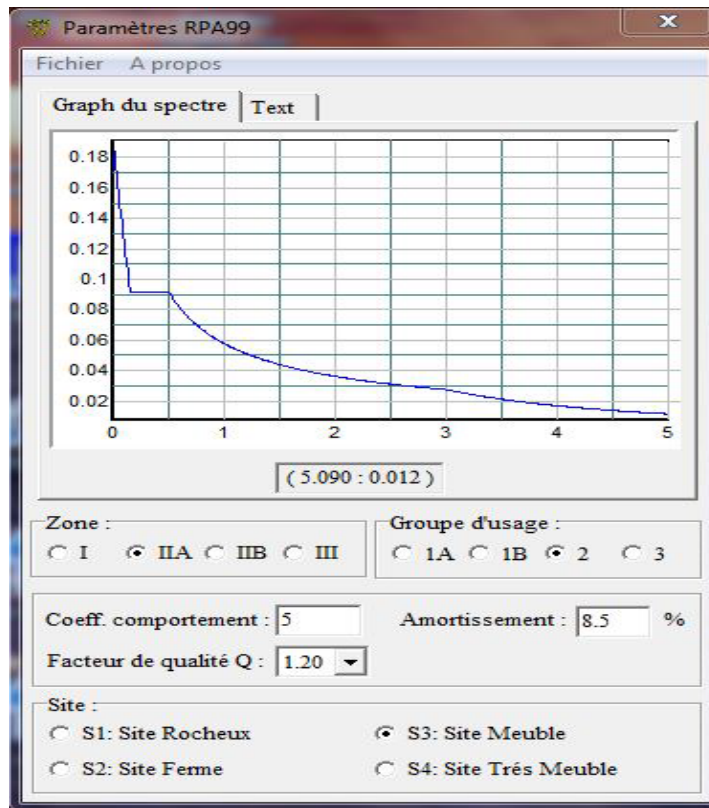 Paramètres RPA99
Fichier A propos
Graph du spectre Text
0.18
0.16
0.14
0.12
0.1
0.08
0.06
0.04
0.02
0 1 2 3 4 5
( 5.090 : 0.012 )
Zone : Groupe d'usage :
I IIA IIB III 1A 1B 2 3
Coeff. comportement : 5 Amortissement : 8.5 %
Facteur de qualité Q : 1.20
Site :
S1: Site Rocheux S3: Site Meuble
S2: Site Ferme S4: Site Trés Meuble